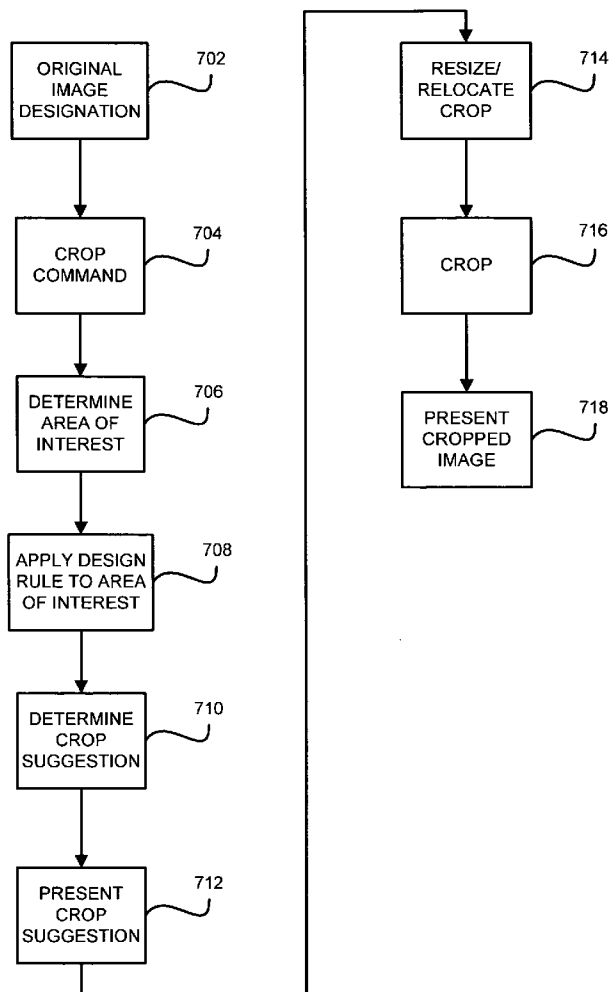 ORIGINAL
IMAGE
DESIGNATION
702
CROP
COMMAND
704
DETERMINE
AREA OF
INTEREST
706
APPLY DESIGN
RULE TO AREA
OF INTEREST
708
DETERMINE
CROP
SUGGESTION
710
PRESENT
CROP
SUGGESTION
712
RESIZE/
RELOCATE
CROP
714
CROP
716
PRESENT
CROPPED
IMAGE
718